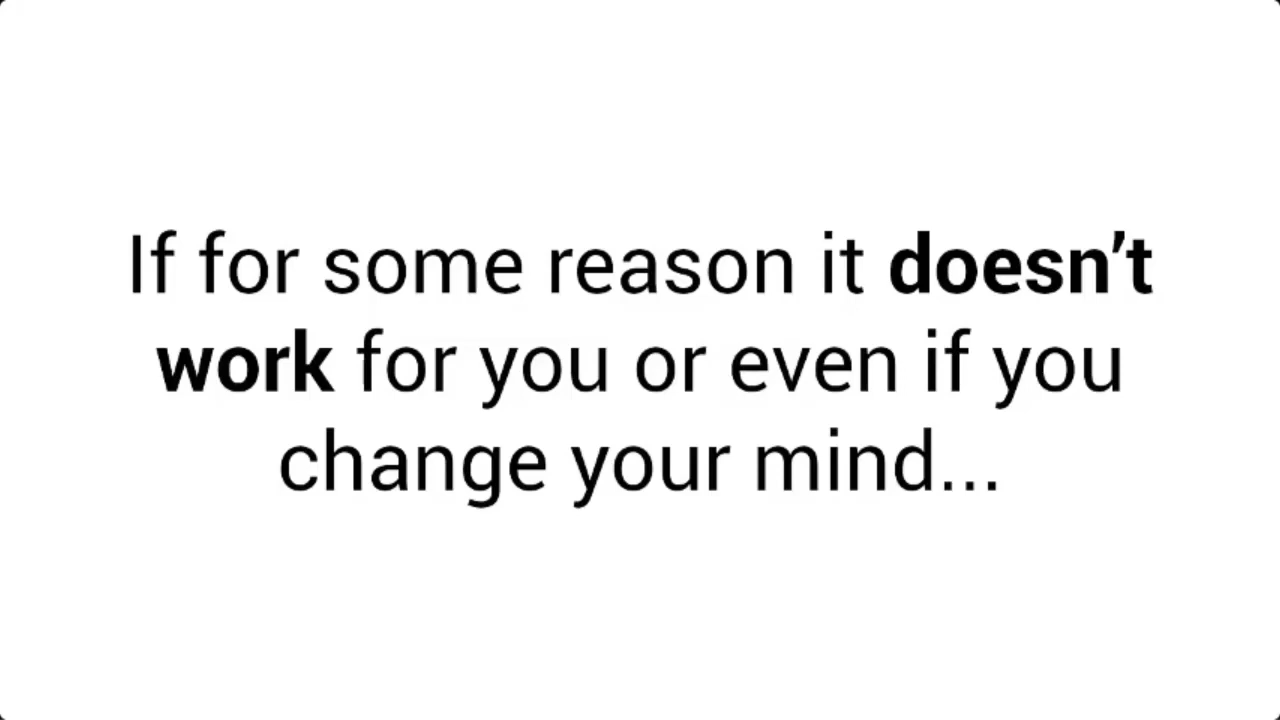 If for some reason it doesn’t
work for you or even if you
change your mind...